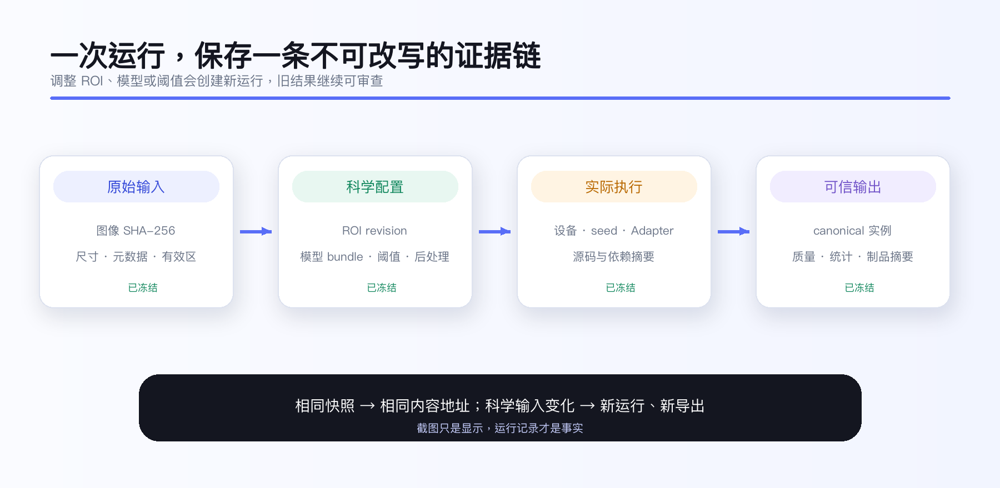 一次运行，保存一条不可改写的证据链
调整 ROI、模型或阈值会创建新运行，旧结果继续可审查
原始输入
图像 SHA-256
尺寸 · 元数据 · 有效区
已冻结
科学配置
ROI revision
模型 bundle · 阈值 · 后处理
已冻结
实际执行
设备 · seed · Adapter
源码与依赖摘要
已冻结
可信输出
canonical 实例
质量 · 统计 · 制品摘要
已冻结
相同快照 → 相同内容地址；科学输入变化 → 新运行、新导出
截图只是显示，运行记录才是事实